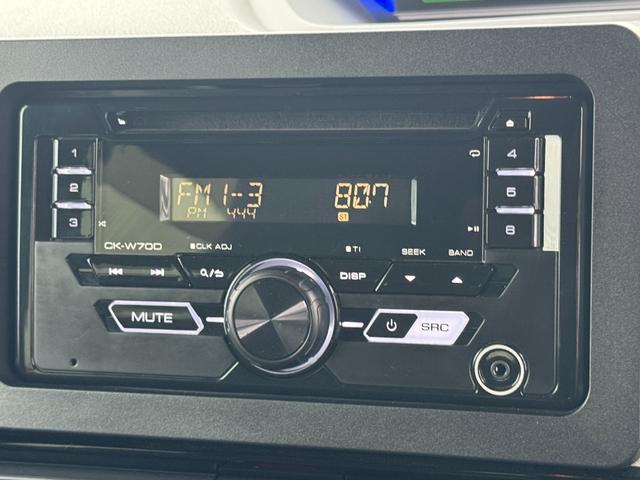 1
2
3
4
5
6
FM1-3 80.7
PM 4:44 ST
CK-W70D
CLK ADJ
TI
SEEK
BAND
DISP
MUTE
SRC